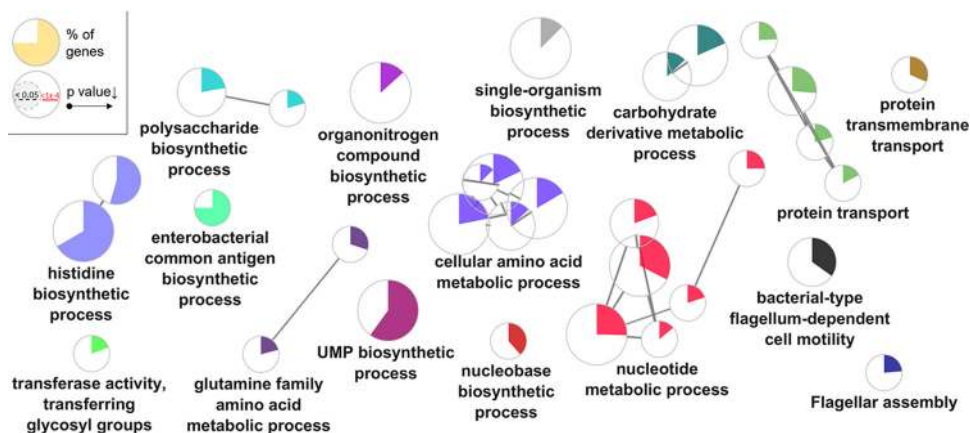 % of
genes
< 0.05
<1e-4
p value↓
polysaccharide
biosynthetic
process
organonitrogen
compound
biosynthetic
process
single-organism
biosynthetic
process
carbohydrate
derivative metabolic
process
protein
transmembrane
transport
histidine
biosynthetic
process
enterobacterial
common antigen
biosynthetic
process
cellular amino acid
metabolic process
protein transport
bacterial-type
flagellum-dependent
cell motility
transferase activity,
transferring
glycosyl groups
glutamine family
amino acid
metabolic process
UMP biosynthetic
process
nucleobase
biosynthetic
process
nucleotide
metabolic process
Flagellar assembly